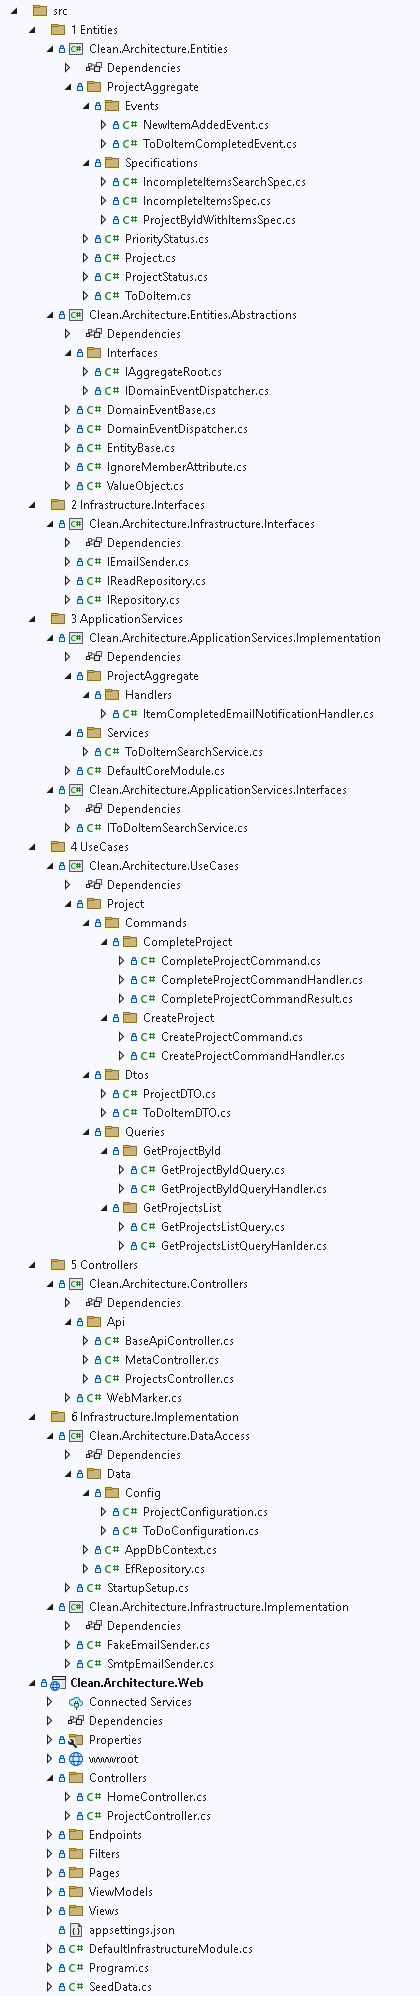 src
1 Entities
Clean.Architecture.Entities
Dependencies
ProjectAggregate
Events
NewItemAddedEvent.cs
ToDoItemCompletedEvent.cs
Specifications
IncompleteItemsSearchSpec.cs
IncompleteItemsSpec.cs
ProjectByIdWithItemsSpec.cs
PriorityStatus.cs
Project.cs
ProjectStatus.cs
ToDoItem.cs
Clean.Architecture.Entities.Abstractions
Dependencies
Interfaces
IAggregateRoot.cs
IDomainEventDispatcher.cs
DomainEventBase.cs
DomainEventDispatcher.cs
EntityBase.cs
IgnoreMemberAttribute.cs
ValueObject.cs
2 Infrastructure.Interfaces
Clean.Architecture.Infrastructure.Interfaces
Dependencies
IEmailSender.cs
IReadRepository.cs
IRepository.cs
3 ApplicationServices
Clean.Architecture.ApplicationServices.Implementation
Dependencies
ProjectAggregate
Handlers
ItemCompletedEmailNotificationHandler.cs
Services
ToDoItemSearchService.cs
DefaultCoreModule.cs
Clean.Architecture.ApplicationServices.Interfaces
Dependencies
IToDoItemSearchService.cs
4 UseCases
Clean.Architecture.UseCases
Dependencies
Project
Commands
CompleteProject
CompleteProjectCommand.cs
CompleteProjectCommandHandler.cs
CompleteProjectCommandResult.cs
CreateProject
CreateProjectCommand.cs
CreateProjectCommandHandler.cs
Dtos
ProjectDTO.cs
ToDoItemDTO.cs
Queries
GetProjectById
GetProjectByIdQuery.cs
GetProjectByIdQueryHandler.cs
GetProjectsList
GetProjectsListQuery.cs
GetProjectsListQueryHanlder.cs
5 Controllers
Clean.Architecture.Controllers
Dependencies
Api
BaseApiController.cs
MetaController.cs
ProjectsController.cs
WebMarker.cs
6 Infrastructure.Implementation
Clean.Architecture.DataAccess
Dependencies
Data
Config
ProjectConfiguration.cs
ToDoConfiguration.cs
AppDbContext.cs
EfRepository.cs
StartupSetup.cs
Clean.Architecture.Infrastructure.Implementation
Dependencies
FakeEmailSender.cs
SmtpEmailSender.cs
Clean.Architecture.Web
Connected Services
Dependencies
Properties
wwwroot
Controllers
HomeController.cs
ProjectController.cs
Endpoints
Filters
Pages
ViewModels
Views
appsettings.json
DefaultInfrastructureModule.cs
Program.cs
SeedData.cs